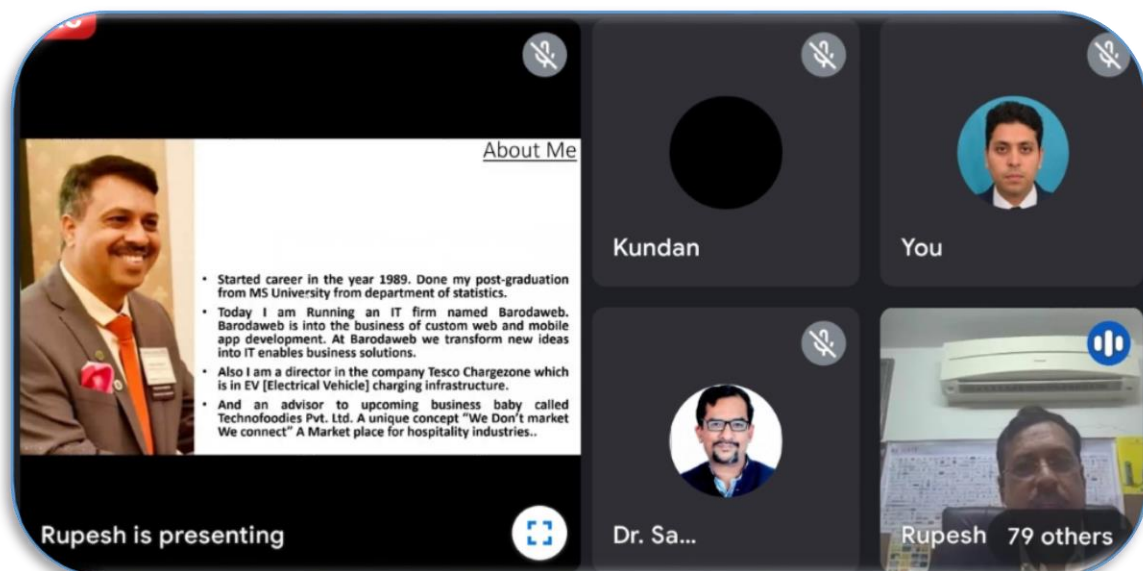 About Me
• Started career in the year 1989. Done my post-graduation
from MS University from department of statistics.
• Today I am Running an IT firm named Barodaweb.
Barodaweb is into the business of custom web and mobile
app development. At Barodaweb we transform new ideas
into IT enables business solutions.
• Also I am a director in the company Tesco Chargezone which
is in EV [Electrical Vehicle] charging infrastructure.
• And an advisor to upcoming business baby called
Technofoodies Pvt. Ltd. A unique concept “We Don’t market
We connect” A Market place for hospitality industries..
Rupesh is presenting
Kundan
You
Dr. Sa...
Rupesh 79 others